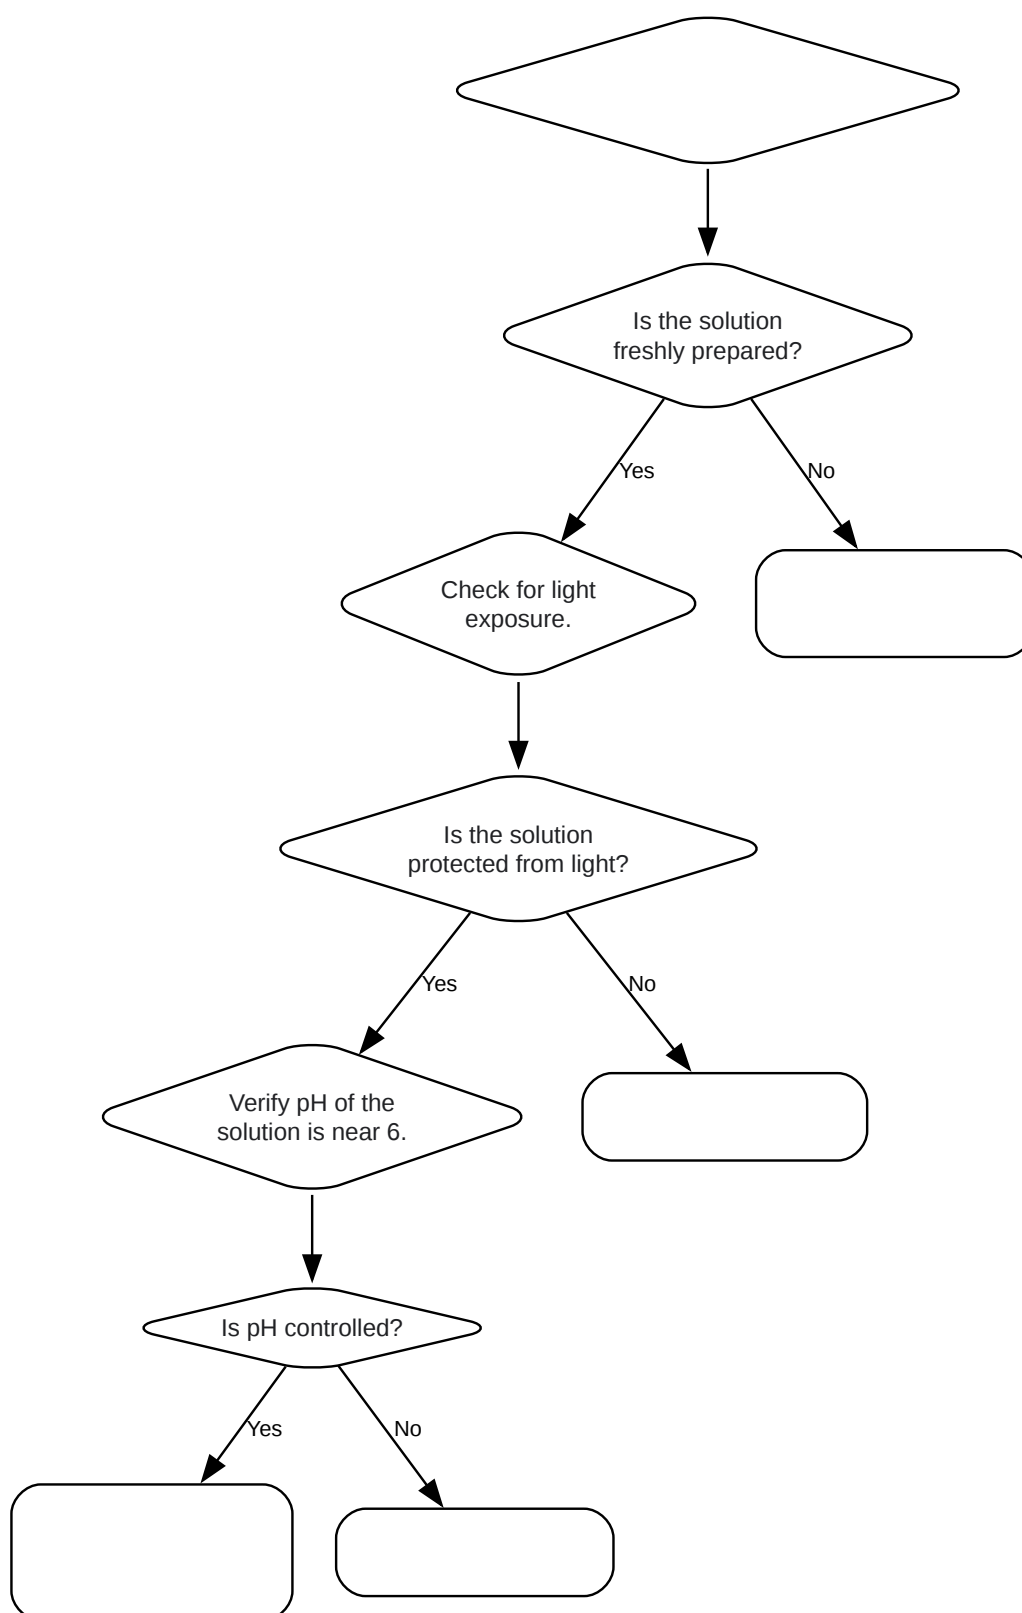 Is the solution
freshly prepared?
Yes
No
Check for light
exposure.
Is the solution
protected from light?
Yes
No
Verify pH of the
solution is near 6.
Is pH controlled?
Yes
No